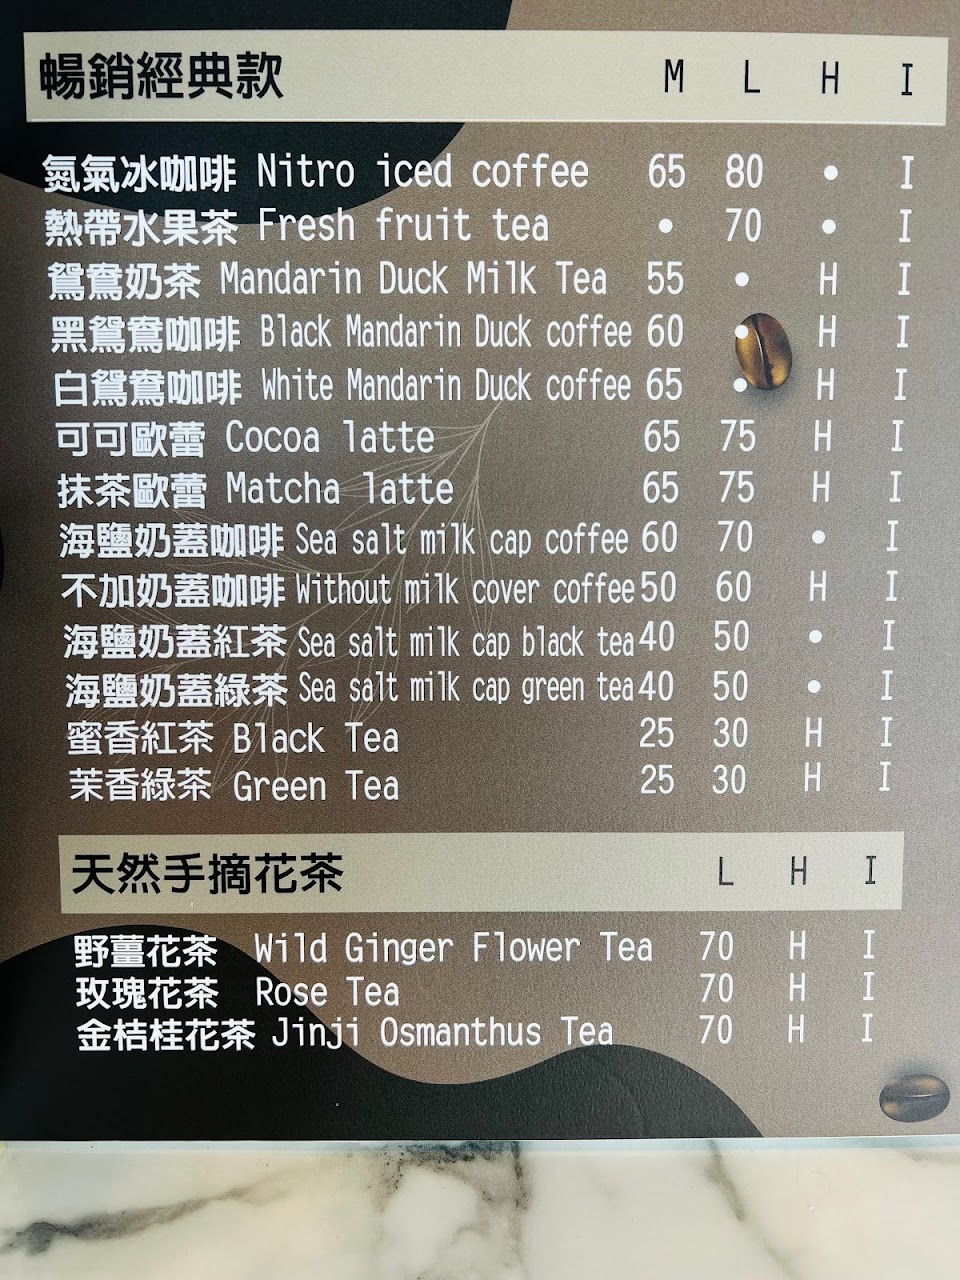 暢銷經典款 M L H I
氮氣冰咖啡 Nitro iced coffee 65 80 • I
熱帶水果茶 Fresh fruit tea • 70 • I
鴛鴦奶茶 Mandarin Duck Milk Tea 55 • H I
黑鴛鴦咖啡 Black Mandarin Duck coffee 60 • H I
白鴛鴦咖啡 White Mandarin Duck coffee 65 • H I
可可歐蕾 Cocoa latte 65 75 H I
抹茶歐蕾 Matcha latte 65 75 H I
海鹽奶蓋咖啡 Sea salt milk cap coffee 60 70 • I
不加奶蓋咖啡 Without milk cover coffee 50 60 H I
海鹽奶蓋紅茶 Sea salt milk cap black tea 40 50 • I
海鹽奶蓋綠茶 Sea salt milk cap green tea 40 50 • I
蜜香紅茶 Black Tea 25 30 H I
茉香綠茶 Green Tea 25 30 H I
天然手摘花茶 L H I
野薑花茶 Wild Ginger Flower Tea 70 H I
玫瑰花茶 Rose Tea 70 H I
金桔桂花茶 Jinji Osmanthus Tea 70 H I